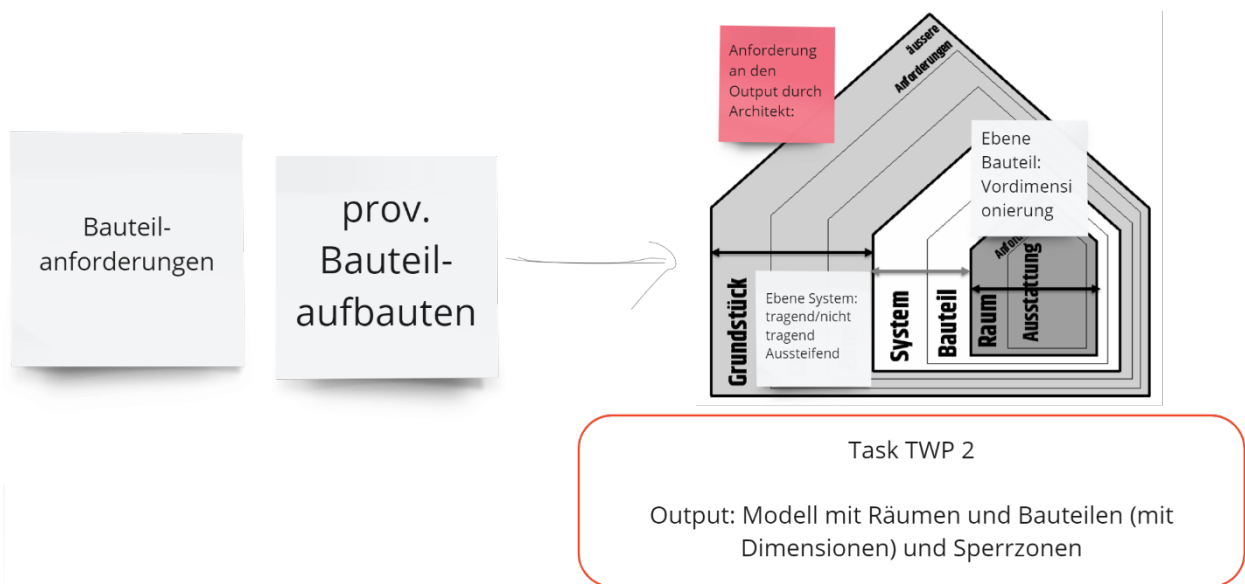 Bauteil-
anforderungen
prov.
Bauteil-
aufbauten
Anforderung
an den
Output durch
Architekt:
äussere
Anforderungen
Ebene
Bauteil:
Vordimensi
onierung
Ebene System:
tragend/nicht
tragend
Aussteifend
Grundstück
System
Bauteil
Raum
Ausstattung
Task TWP 2
Output: Modell mit Räumen und Bauteilen (mit
Dimensionen) und Sperrzonen